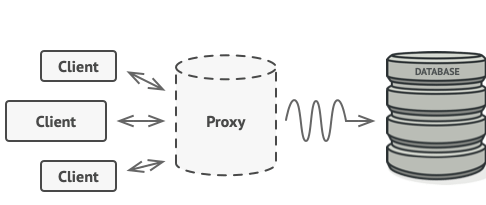 Client
Client
Proxy
DATABASE
Client